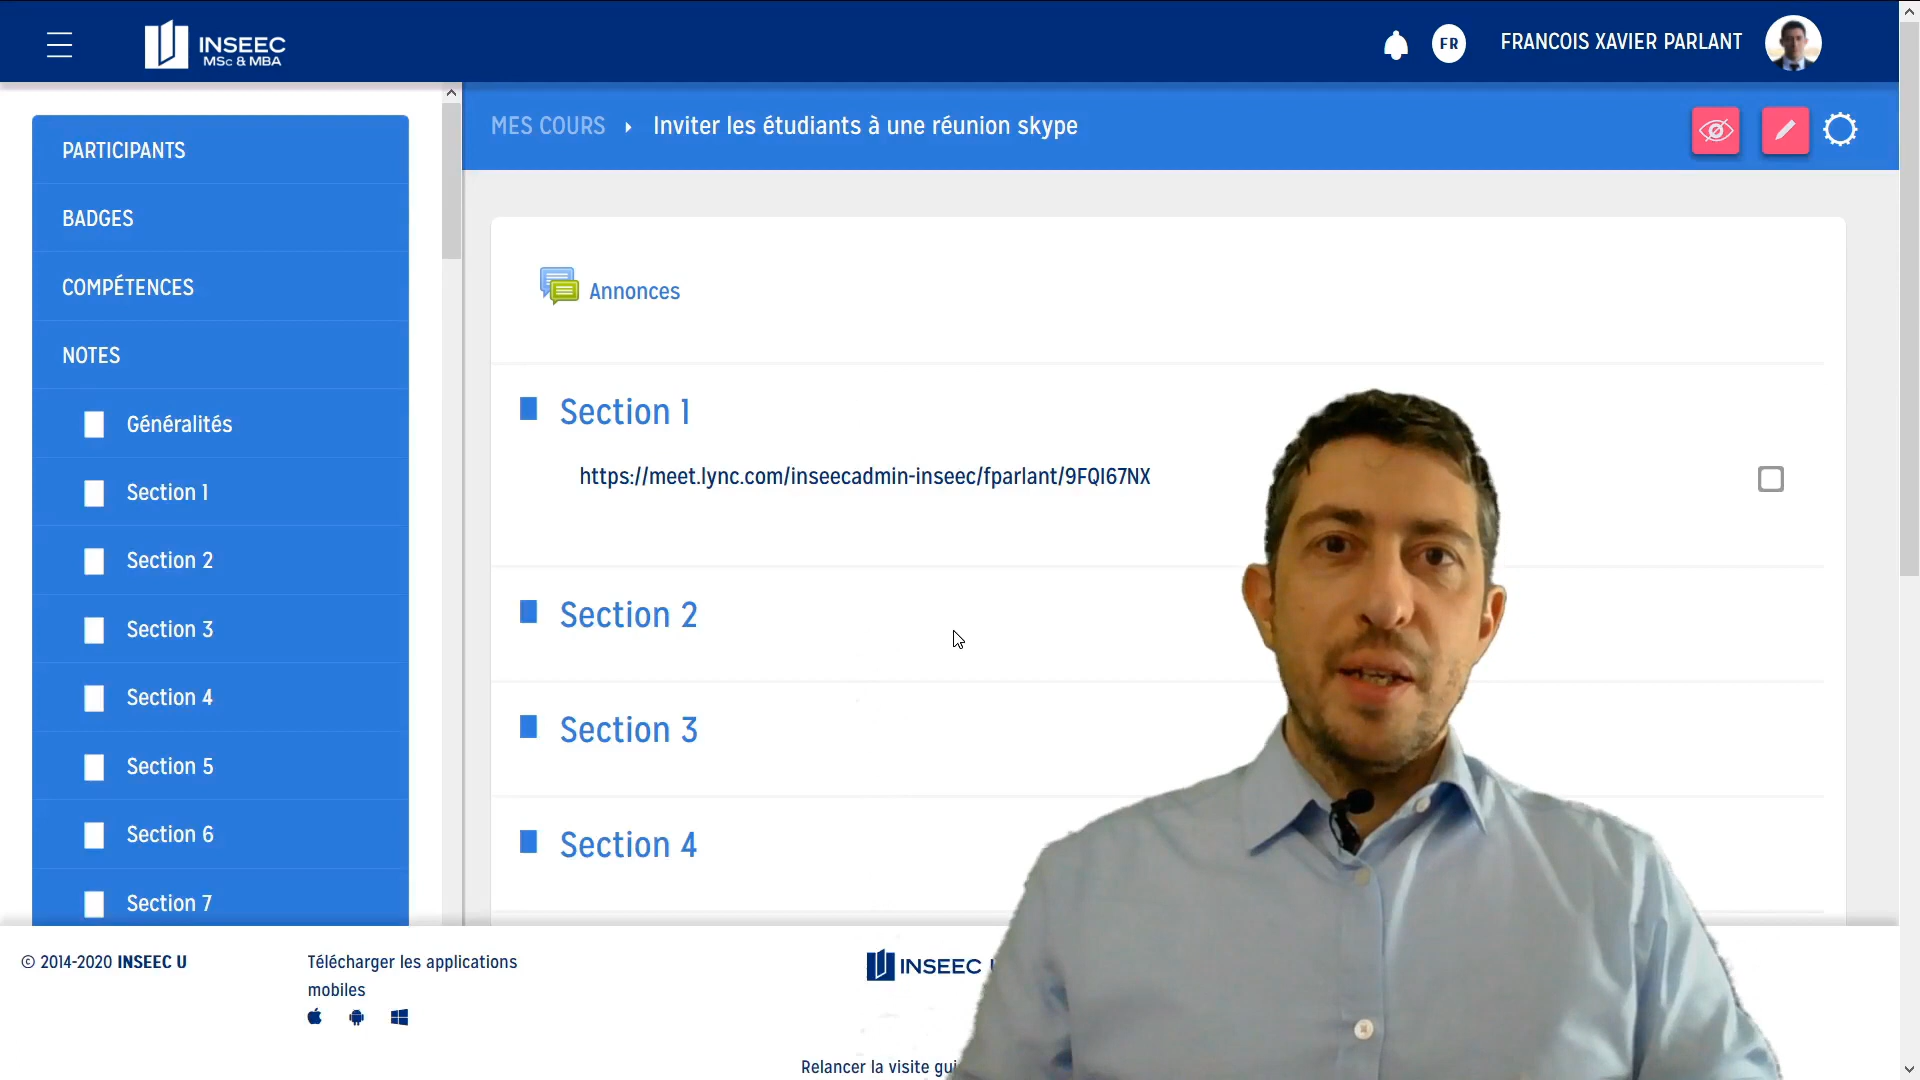 INSEEC
MSc & MBA
FR
FRANCOIS XAVIER PARLANT
MES COURS
Inviter les étudiants à une réunion skype
PARTICIPANTS
BADGES
COMPÉTENCES
NOTES
Généralités
Section 1
Section 2
Section 3
Section 4
Section 5
Section 6
Section 7
Annonces
Section 1
https://meet.lync.com/inseecadmin-inseec/fparlant/9FQI67NX
Section 2
Section 3
Section 4
© 2014-2020 INSEEC U
Télécharger les applications
mobiles
INSEEC
Relancer la visite